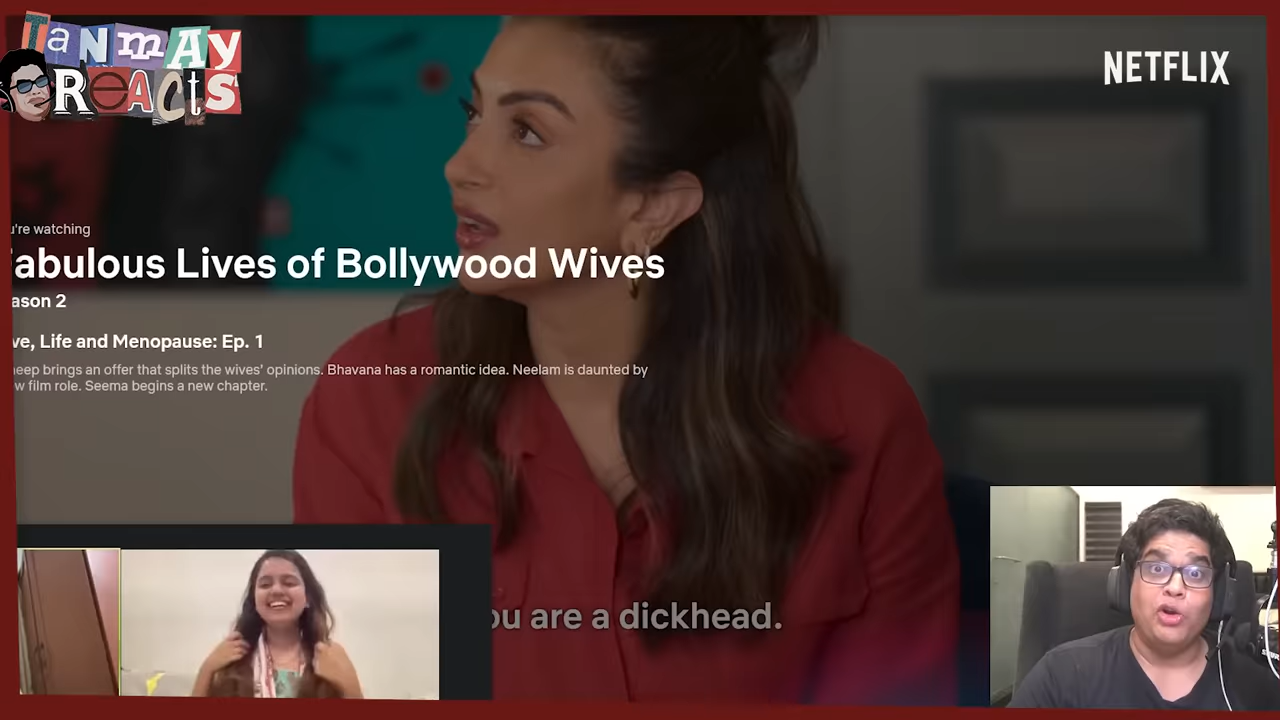 TANMAY
REACTS
NETFLIX
u're watching
abulous Lives of Bollywood Wives
ason 2
ve, Life and Menopause: Ep. 1
neep brings an offer that splits the wives' opinions. Bhavana has a romantic idea. Neelam is daunted by
w film role. Seema begins a new chapter.
ou are a dickhead.